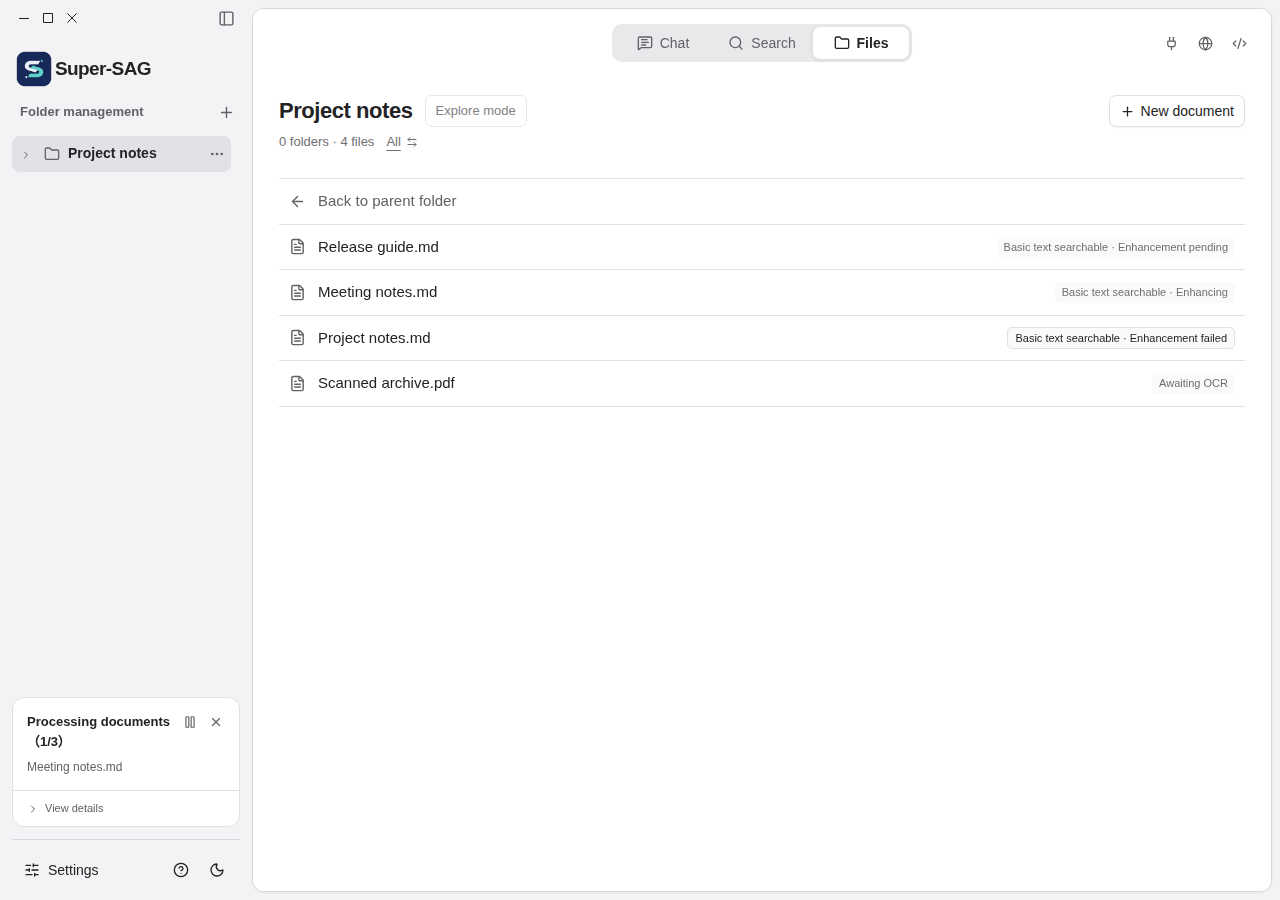 Super-SAG
Folder management
Project notes
Chat
Search
Files
Project notes
Explore mode
New document
0 folders · 4 files
All
Back to parent folder
Release guide.md
Basic text searchable · Enhancement pending
Meeting notes.md
Basic text searchable · Enhancing
Project notes.md
Basic text searchable · Enhancement failed
Scanned archive.pdf
Awaiting OCR
Processing documents
（1/3）
Meeting notes.md
View details
Settings